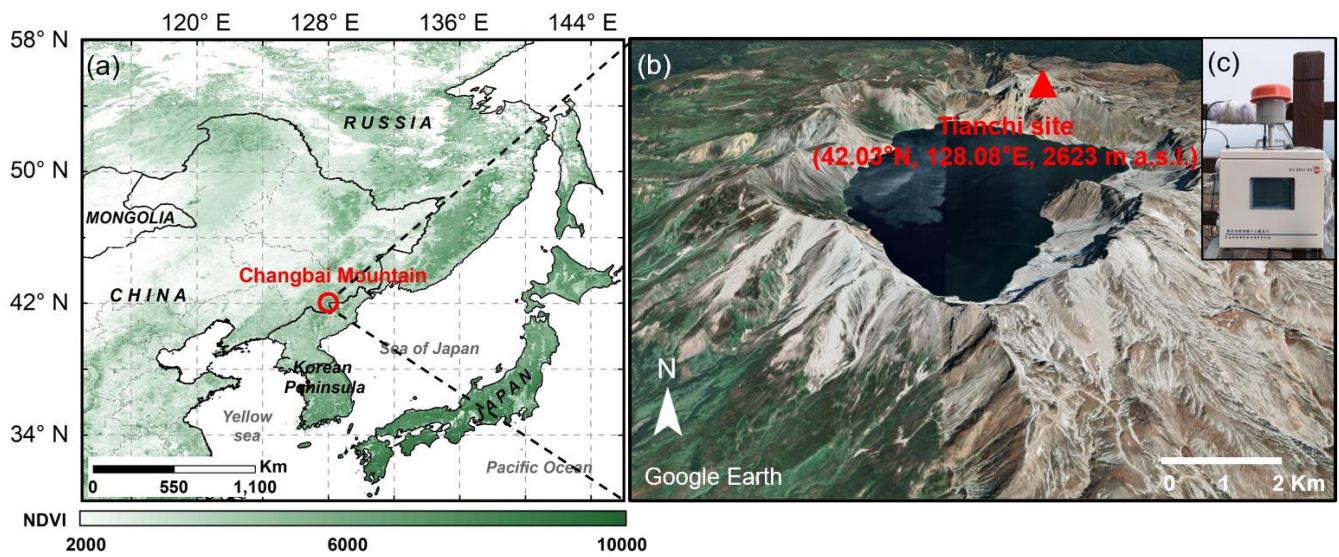 120° E 128° E 136° E 144° E
58° N
(a)
RUSSIA
50° N
MONGOLIA
Changbai Mountain
CHINA
42° N
Sea of Japan
Korean
Peninsula
JAPAN
Yellow
sea
34° N
Km
Pacific Ocean
0 550 1,100
NDVI
2000 6000 10000
(b)
Tianchi site
(42.03°N, 128.08°E, 2623 m a.s.l.)
N
Google Earth
0 1 2 Km
(c)